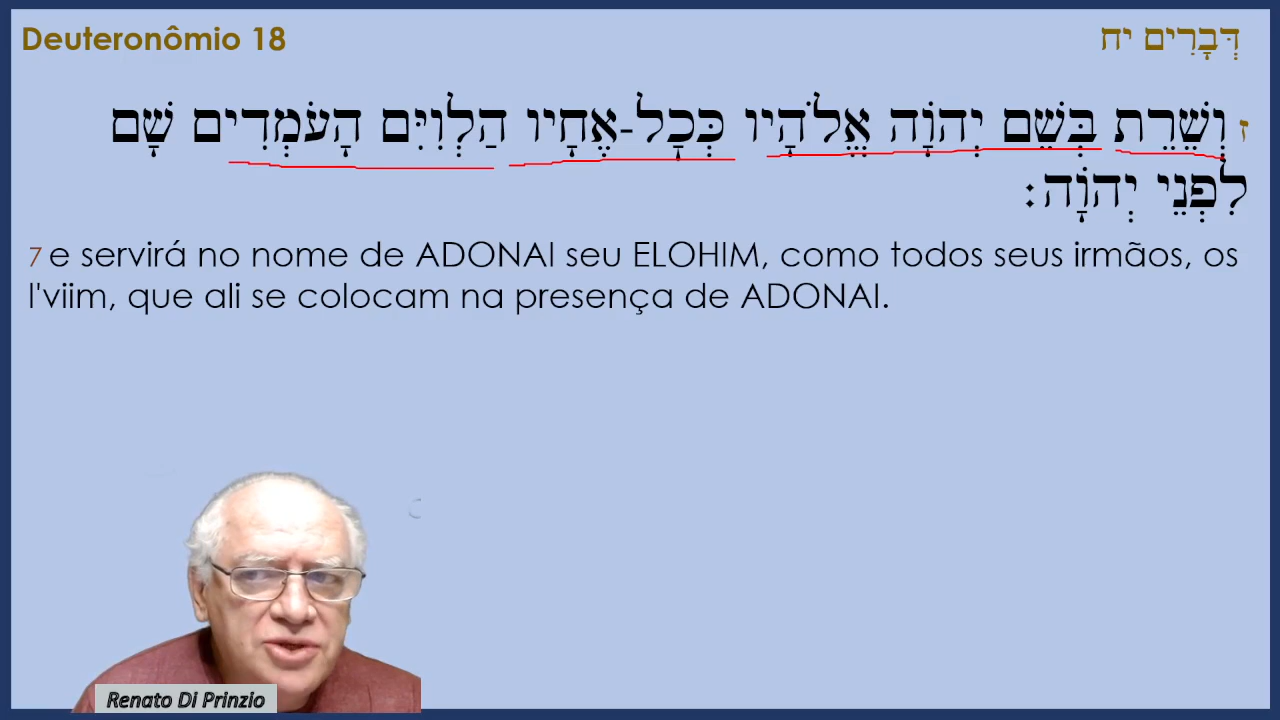 Deuteronômio 18
דְּבָרִים יח
ז וְשֵׁרֵת בְּשֵׁם יְהוָֹה אֱלֹהָיו כְּכָל-אֶחָיו הַלְוִיִּם הָעֹמְדִים שָׁם
לִפְנֵי יְהוָֹה:
7 e servirá no nome de ADONAI seu ELOHIM, como todos seus irmãos, os
l'viim, que ali se colocam na presença de ADONAI.
Renato Di Prinzio